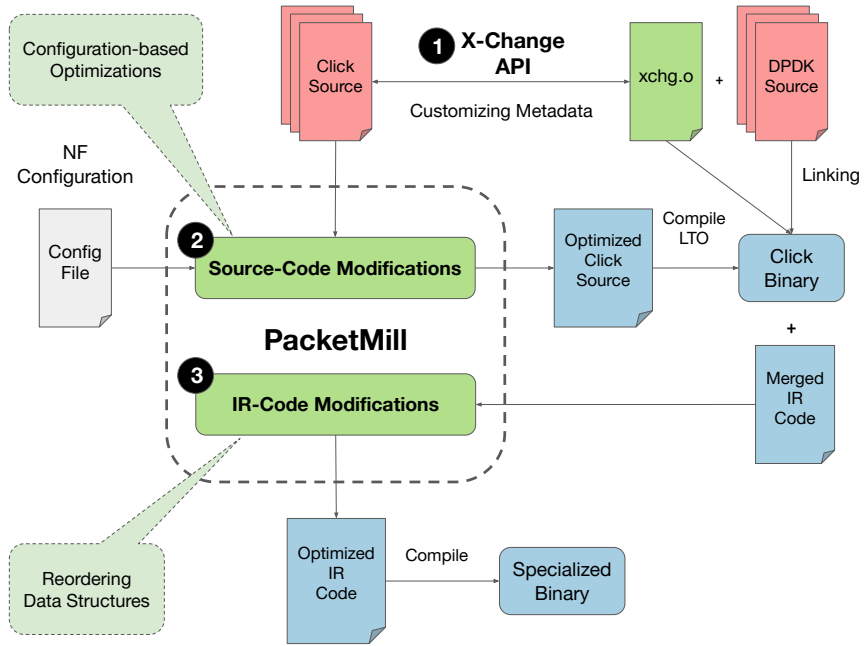 Configuration-based
Optimizations
Click
Source
1
X-Change
API
Customizing Metadata
xchg.o
+
DPDK
Source
Linking
NF
Configuration
Config
File
2
Source-Code Modifications
Optimized
Click
Source
Compile
LTO
Click
Binary
+
PacketMill
3
IR-Code Modifications
Merged
IR
Code
Reordering
Data Structures
Optimized
IR
Code
Compile
Specialized
Binary